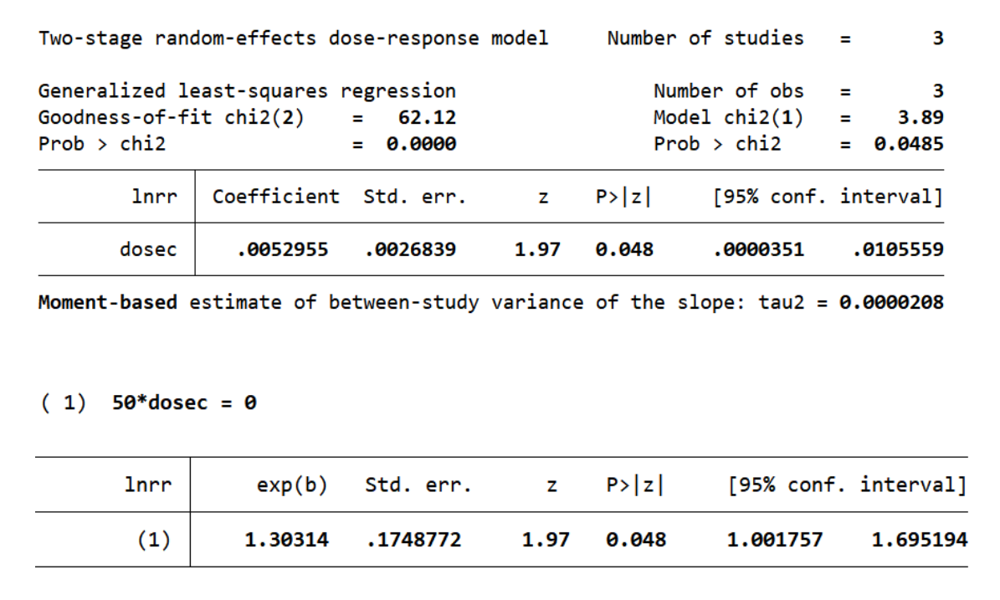 Two-stage random-effects dose-response model Number of studies = 3
Generalized least-squares regression Number of obs = 3
Goodness-of-fit chi2(2) = 62.12 Model chi2(1) = 3.89
Prob > chi2 = 0.0000 Prob > chi2 = 0.0485
lnrr Coefficient Std. err. z P>|z| [95% conf. interval]
dosec .0052955 .0026839 1.97 0.048 .0000351 .0105559
Moment-based estimate of between-study variance of the slope: tau2 = 0.0000208
( 1) 50*dosec = 0
lnrr exp(b) Std. err. z P>|z| [95% conf. interval]
(1) 1.30314 .1748772 1.97 0.048 1.001757 1.695194